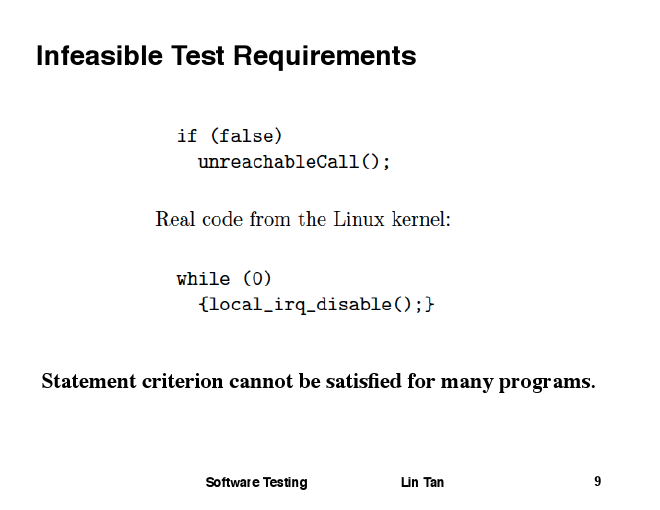 Infeasible Test Requirements
if (false)
unreachableCall();
Real code from the Linux kernel:
while (0)
{local_irq_disable();}
Statement criterion cannot be satisfied for many programs.
Software Testing Lin Tan 9